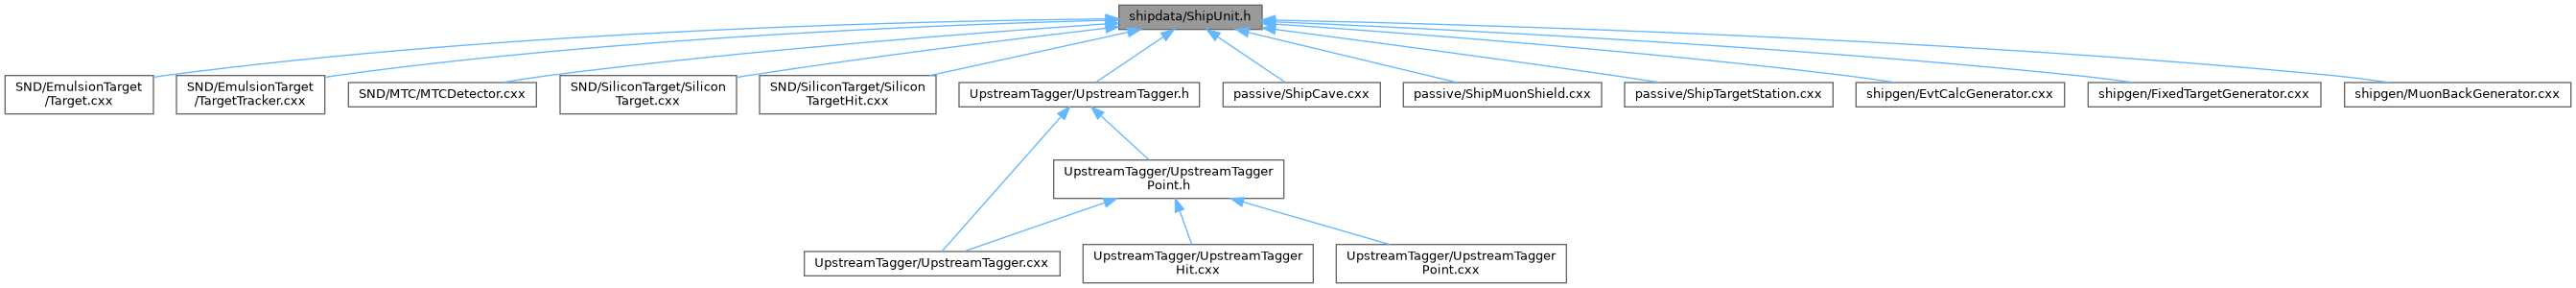 shipdata/ShipUnit.h
SND/EmulsionTarget
/Target.cxx
SND/EmulsionTarget
/TargetTracker.cxx
SND/MTC/MTCDetector.cxx
SND/SiliconTarget/Silicon
Target.cxx
SND/SiliconTarget/Silicon
TargetHit.cxx
UpstreamTagger/UpstreamTagger.h
passive/ShipCave.cxx
passive/ShipMuonShield.cxx
passive/ShipTargetStation.cxx
shipgen/EvtCalcGenerator.cxx
shipgen/FixedTargetGenerator.cxx
shipgen/MuonBackGenerator.cxx
UpstreamTagger/UpstreamTagger
Point.h
UpstreamTagger/UpstreamTagger.cxx
UpstreamTagger/UpstreamTagger
Hit.cxx
UpstreamTagger/UpstreamTagger
Point.cxx